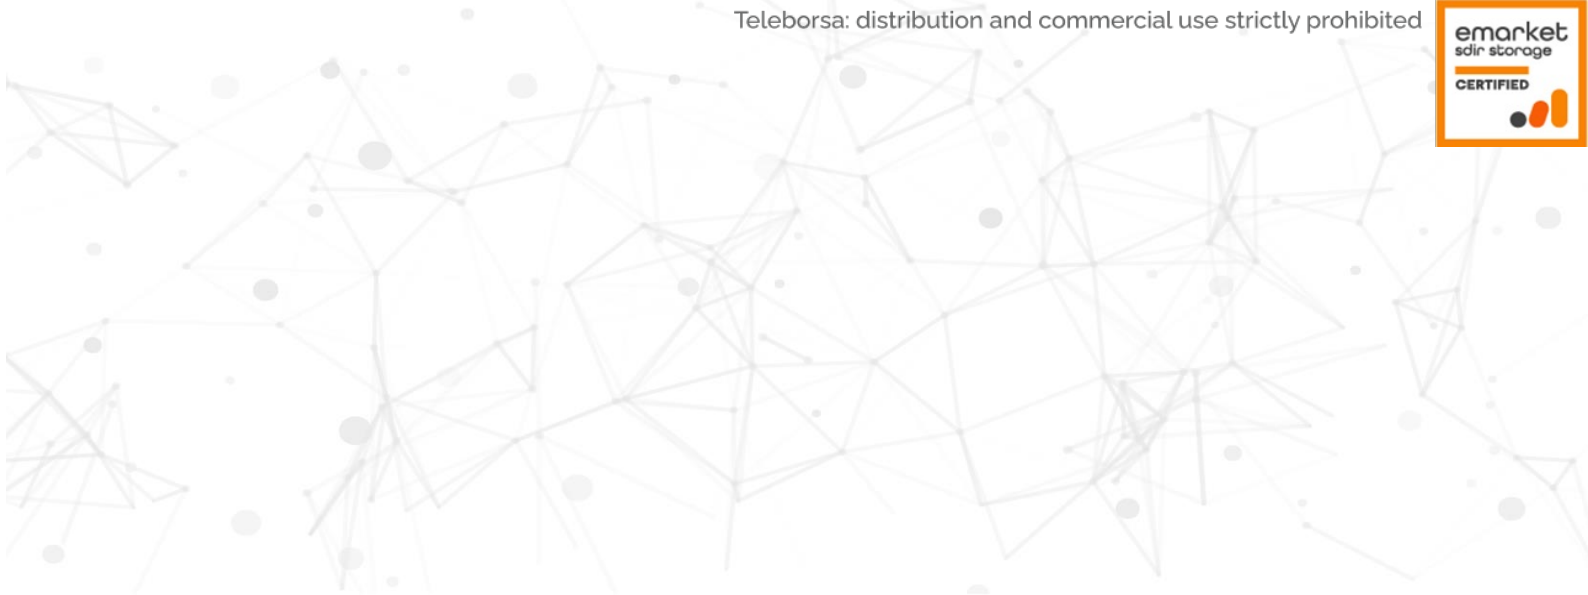 Teleborsa: distribution and commercial use strictly prohibited
emarket
sdir storage
CERTIFIED